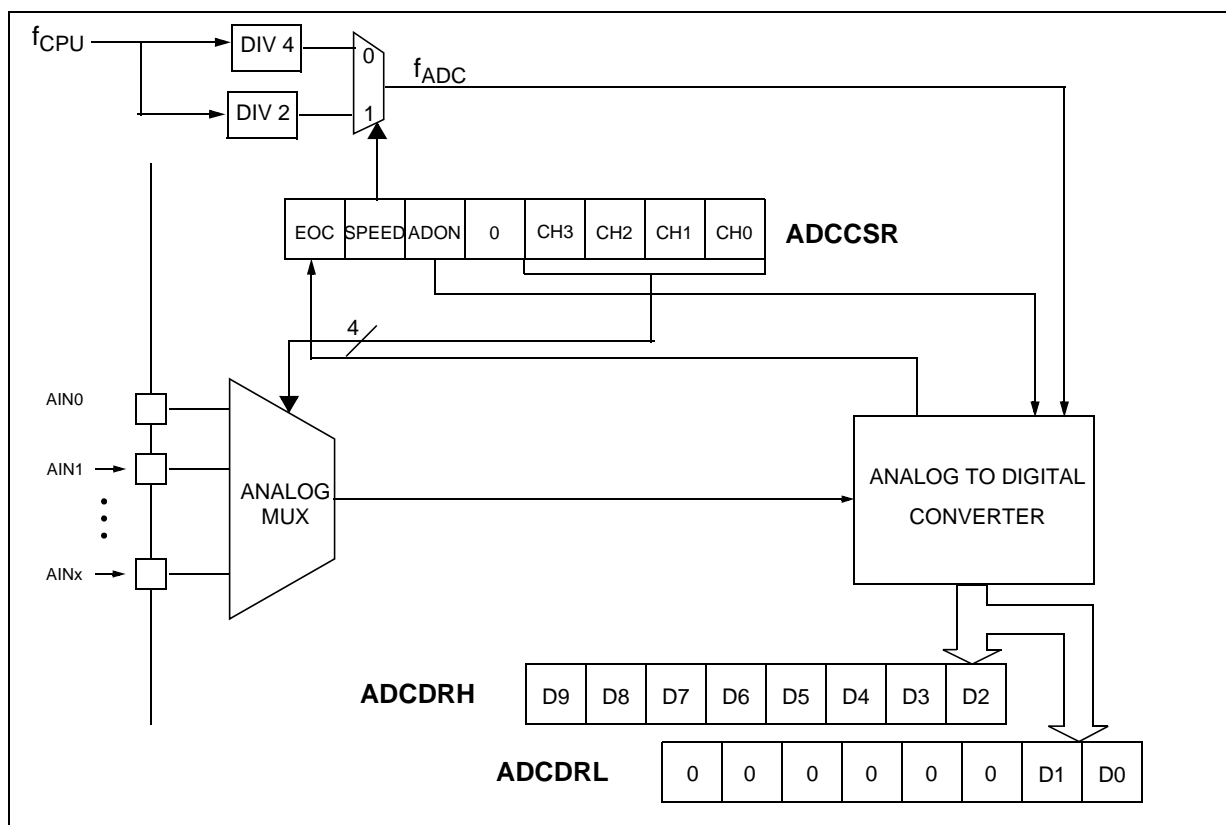 fCPU
DIV 4
0
fADC
DIV 2
1
EOC SPEED ADON 0 CH3 CH2 CH1 CH0
ADCCSR
4
AIN0
AIN1
AINx
ANALOG
MUX
ANALOG TO DIGITAL
CONVERTER
ADCDRH
D9 D8 D7 D6 D5 D4 D3 D2
ADCDRL
0 0 0 0 0 0 D1 D0